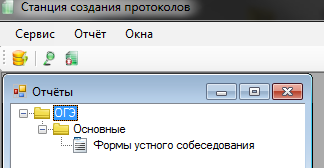 Станция создания протоколов
Сервис Отчёт Окна
Отчёты
ОГЭ
Основные
Формы устного собеседования